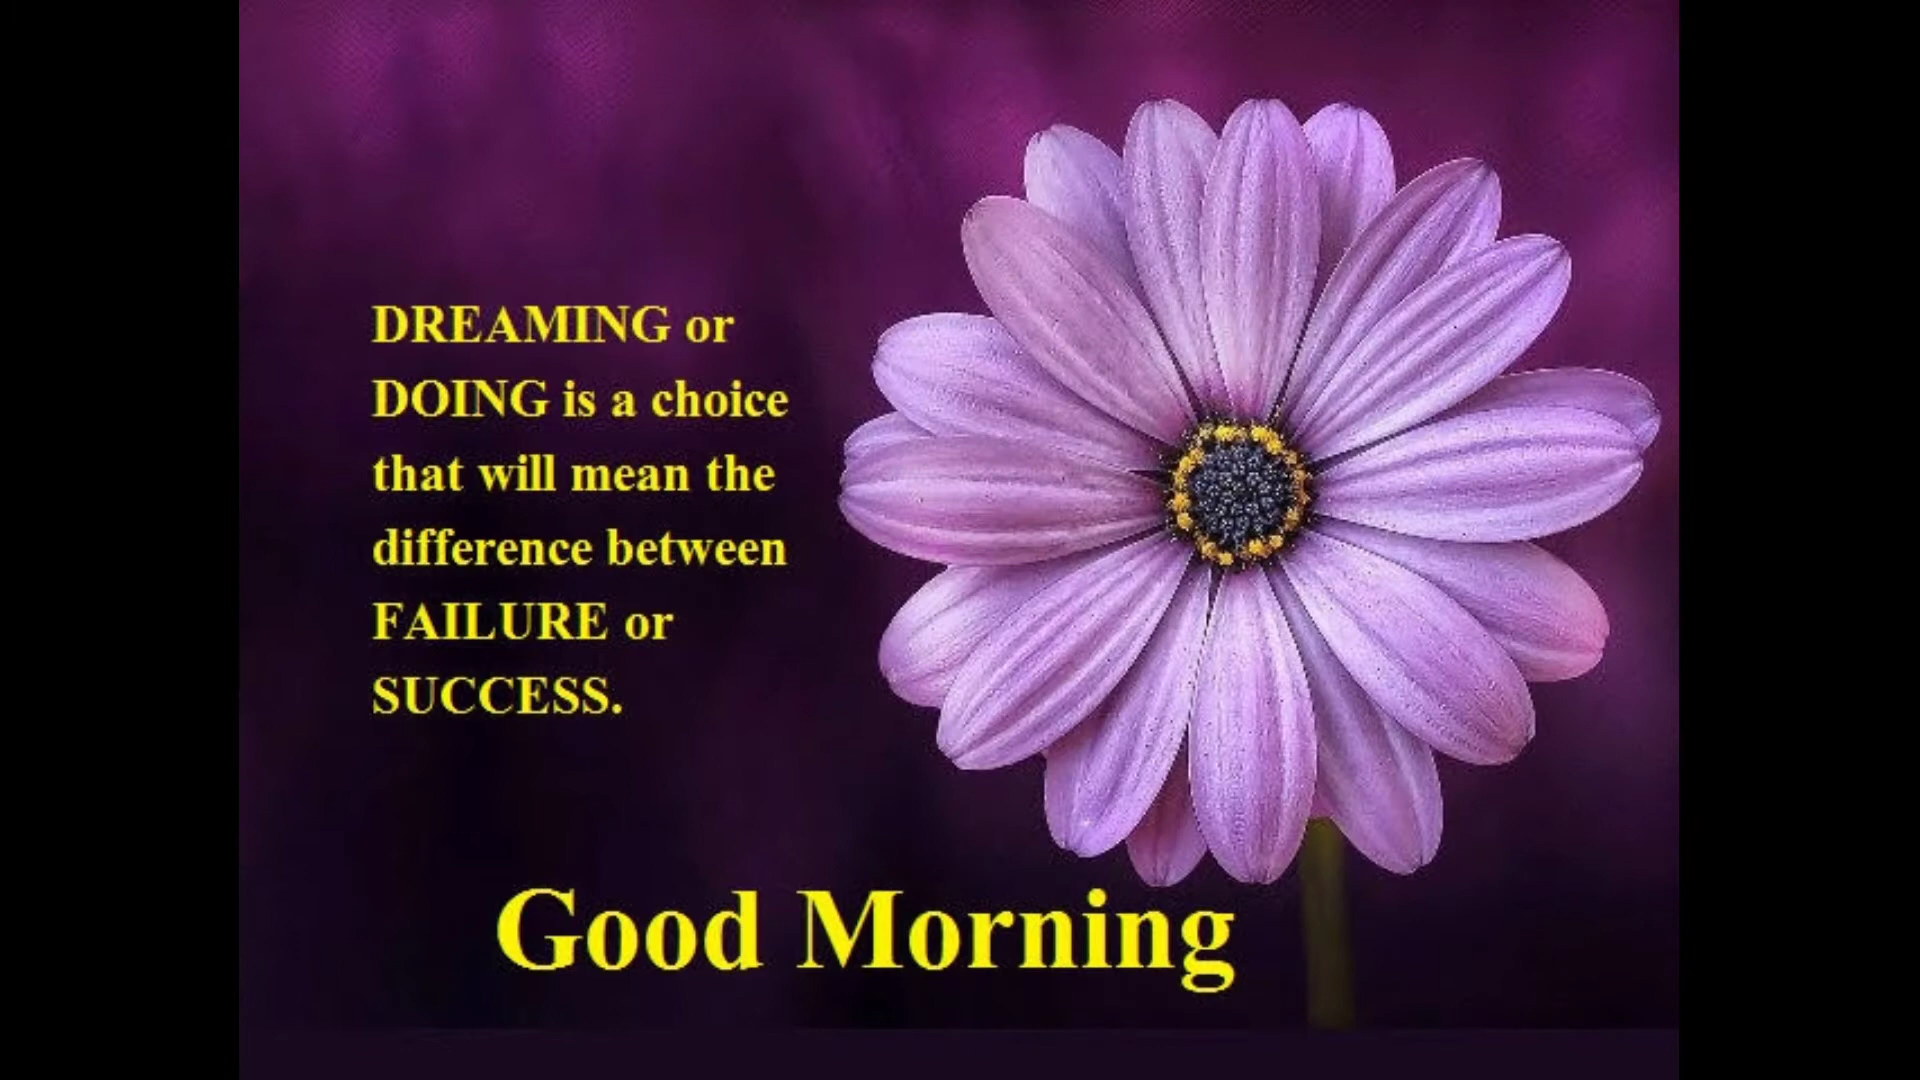 DREAMING or
DOING is a choice
that will mean the
difference between
FAILURE or
SUCCESS.
Good Morning